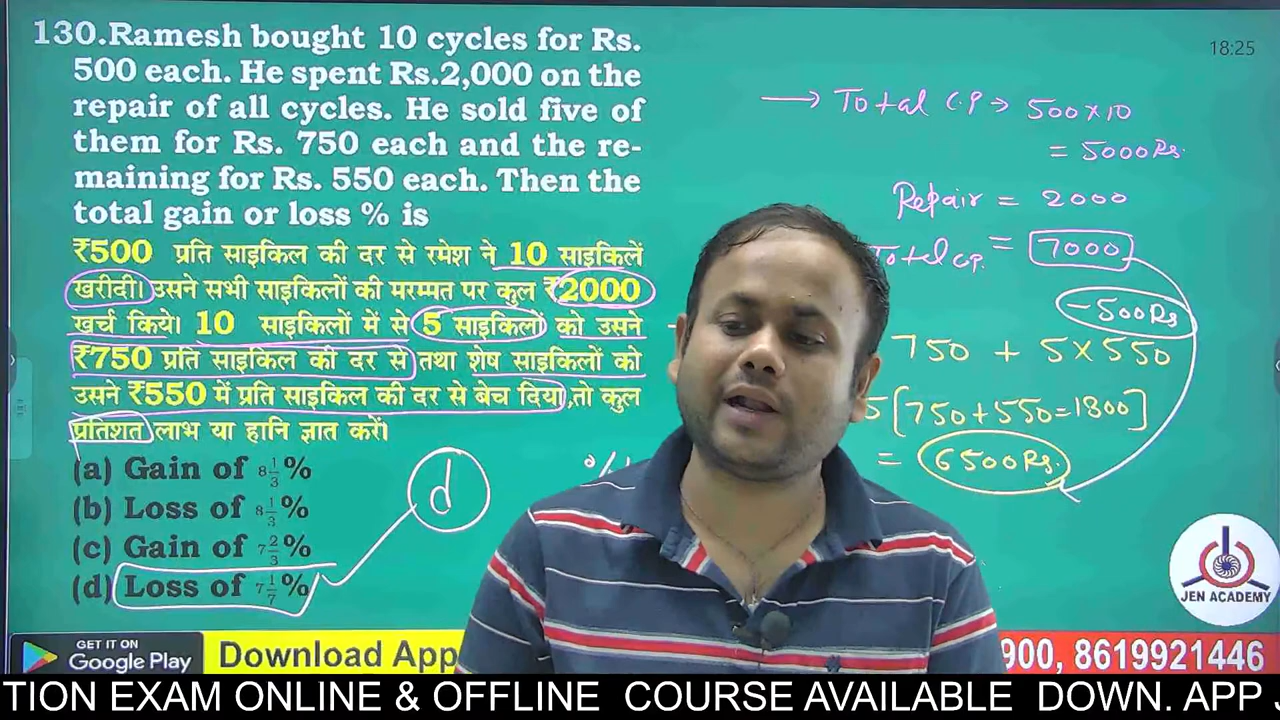 130.Ramesh bought 10 cycles for Rs.
500 each. He spent Rs.2,000 on the
repair of all cycles. He sold five of
them for Rs. 750 each and the re-
maining for Rs. 550 each. Then the
total gain or loss % is
₹500 प्रति साइकिल की दर से रमेश ने 10 साइकिलें
खरीदी। उसने सभी साइकिलों की मरम्मत पर कुल ₹2000
खर्च किये। 10 साइकिलों में से 5 साइकिलों को उसने
₹750 प्रति साइकिल की दर से तथा शेष साइकिलों को
उसने ₹550 में प्रति साइकिल की दर से बेच दिया,तो कुल
प्रतिशत लाभ या हानि ज्ञात करें।
(a) Gain of 8 1/3 %
(b) Loss of 8 1/3 %
(c) Gain of 7 2/3 %
(d) Loss of 7 1/7 %
d
18:25
→ Total C.P → 500×10
= 5000Rs.
Repair = 2000
Total CP. = 7000
-500Rs
750 + 5×550
5[750+550=1300]
= 6500Rs.
JEN ACADEMY
GET IT ON
Google Play
Download App
900, 8619921446
TION EXAM ONLINE & OFFLINE COURSE AVAILABLE DOWN. APP